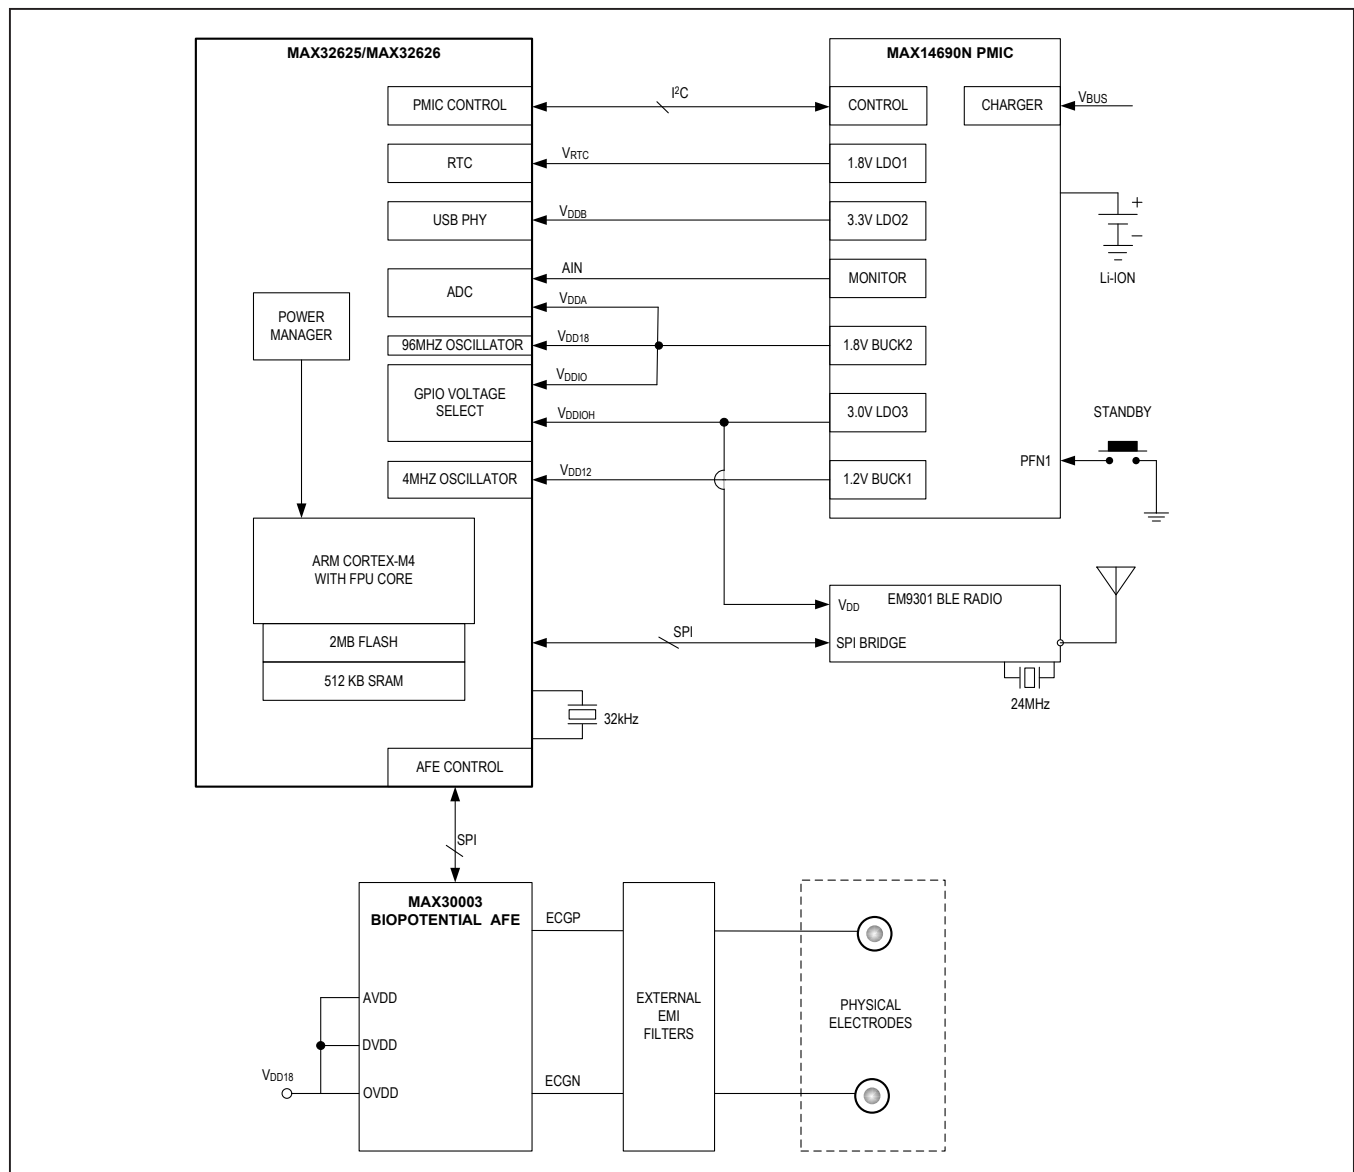 MAX32625/MAX32626
MAX14690N PMIC
PMIC CONTROL
I²C
CONTROL
CHARGER
VBUS
RTC
VRTC
1.8V LDO1
USB PHY
VDDB
3.3V LDO2
+
−
Li-ION
ADC
AIN
MONITOR
VDDA
POWER
MANAGER
96MHZ OSCILLATOR
VDD18
1.8V BUCK2
VDDIO
GPIO VOLTAGE
SELECT
VDDIOH
3.0V LDO3
STANDBY
PFN1
4MHZ OSCILLATOR
VDD12
1.2V BUCK1
ARM CORTEX-M4
WITH FPU CORE
2MB FLASH
512 KB SRAM
EM9301 BLE RADIO
VDD
SPI
SPI BRIDGE
24MHz
32kHz
AFE CONTROL
SPI
MAX30003
BIOPOTENTIAL AFE
ECGP
AVDD
DVDD
OVDD
VDD18
ECGN
EXTERNAL
EMI
FILTERS
PHYSICAL
ELECTRODES